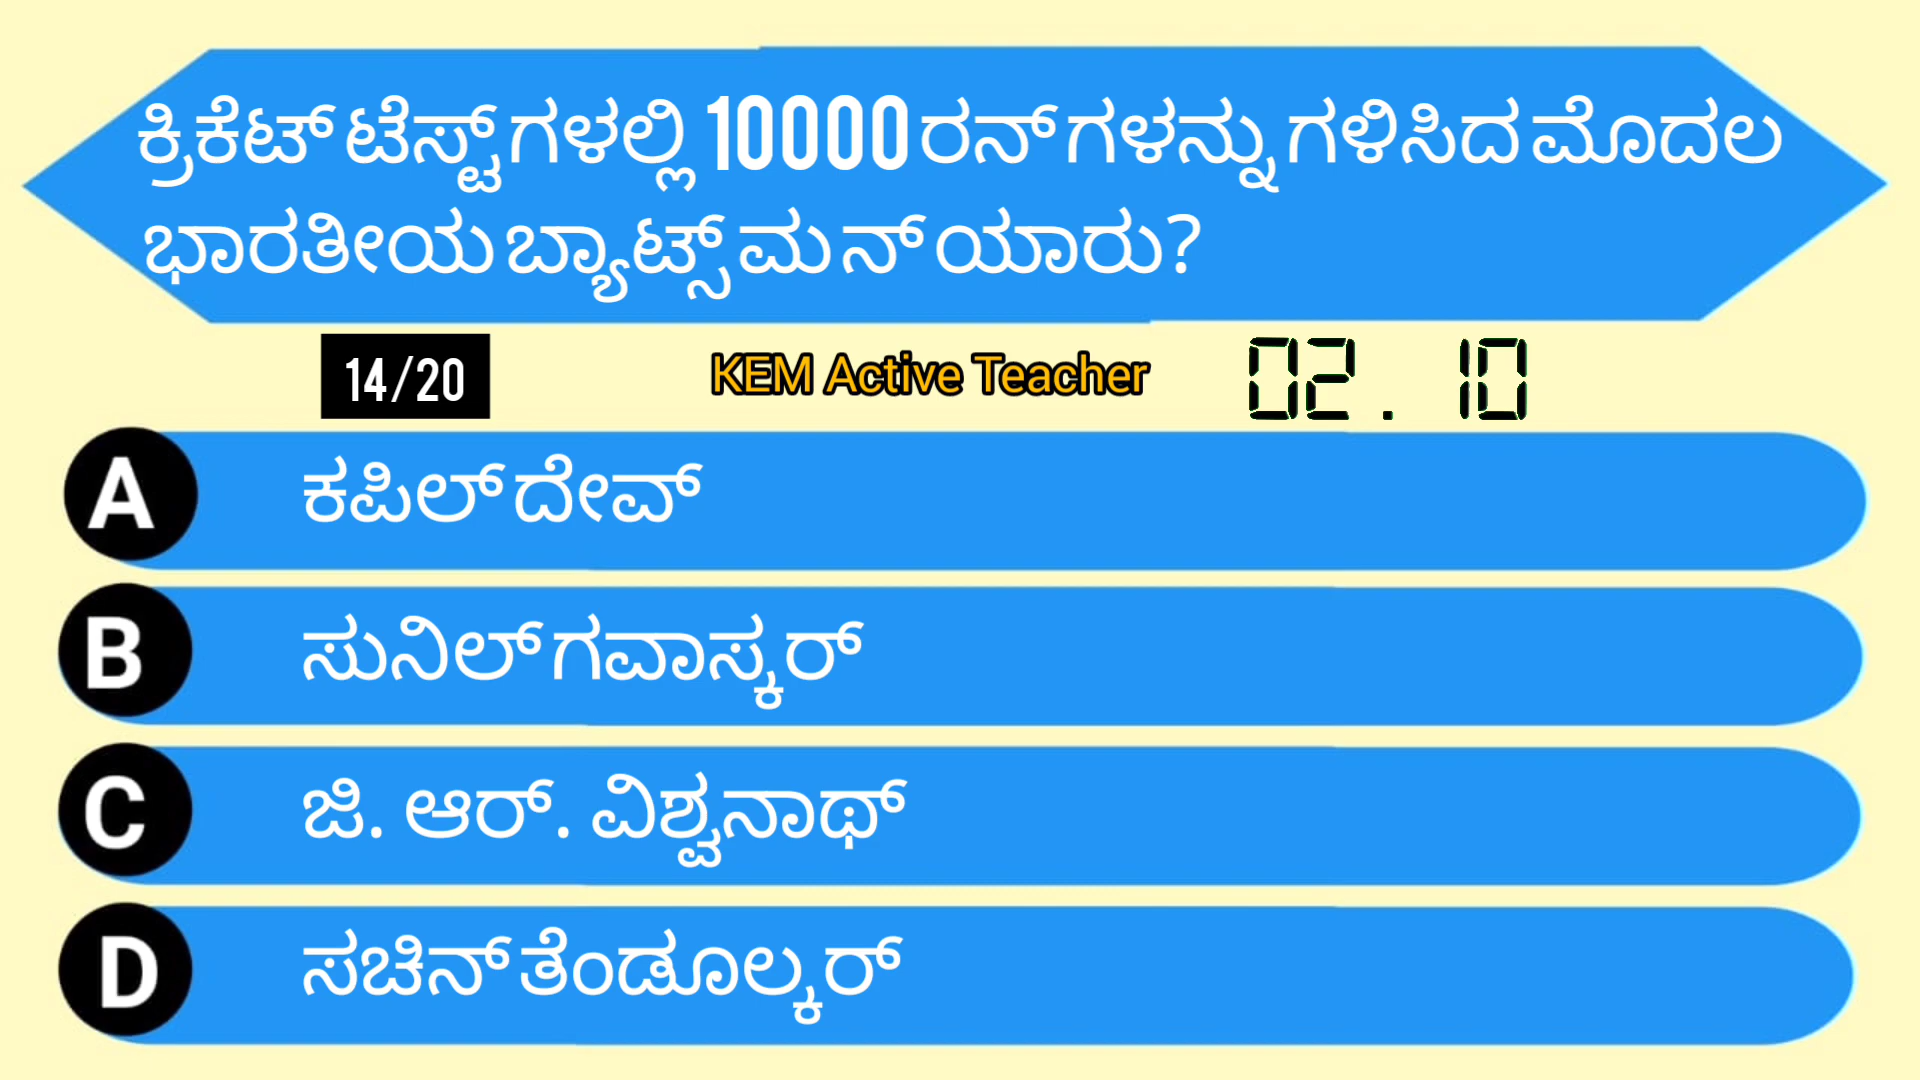 ಕ್ರಿಕೆಟ್ ಟೆಸ್ಟ್ ಗಳಲ್ಲಿ 10000 ರನ್ ಗಳನ್ನು ಗಳಿಸಿದ ಮೊದಲ
ಭಾರತೀಯ ಬ್ಯಾಟ್ಸ್ ಮನ್ ಯಾರು?
14/20 KEM Active Teacher 02. 10
A ಕಪಿಲ್ ದೇವ್
B ಸುನಿಲ್ ಗವಾಸ್ಕರ್
C ಜಿ. ಆರ್. ವಿಶ್ವನಾಥ್
D ಸಚಿನ್ ತೆಂಡೂಲ್ಕರ್